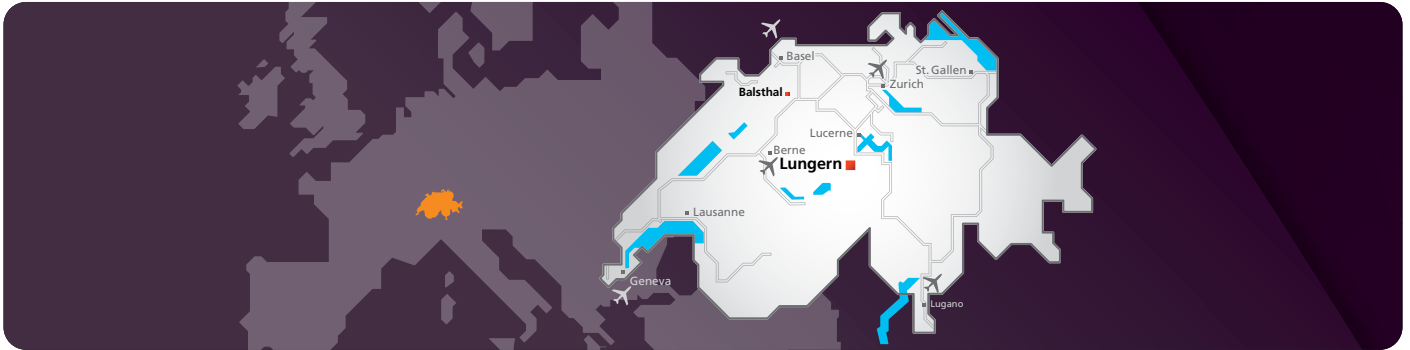 Basel
St. Gallen
Zurich
Balsthal
Lucerne
Berne
Lungern
Lausanne
Geneva
Lugano